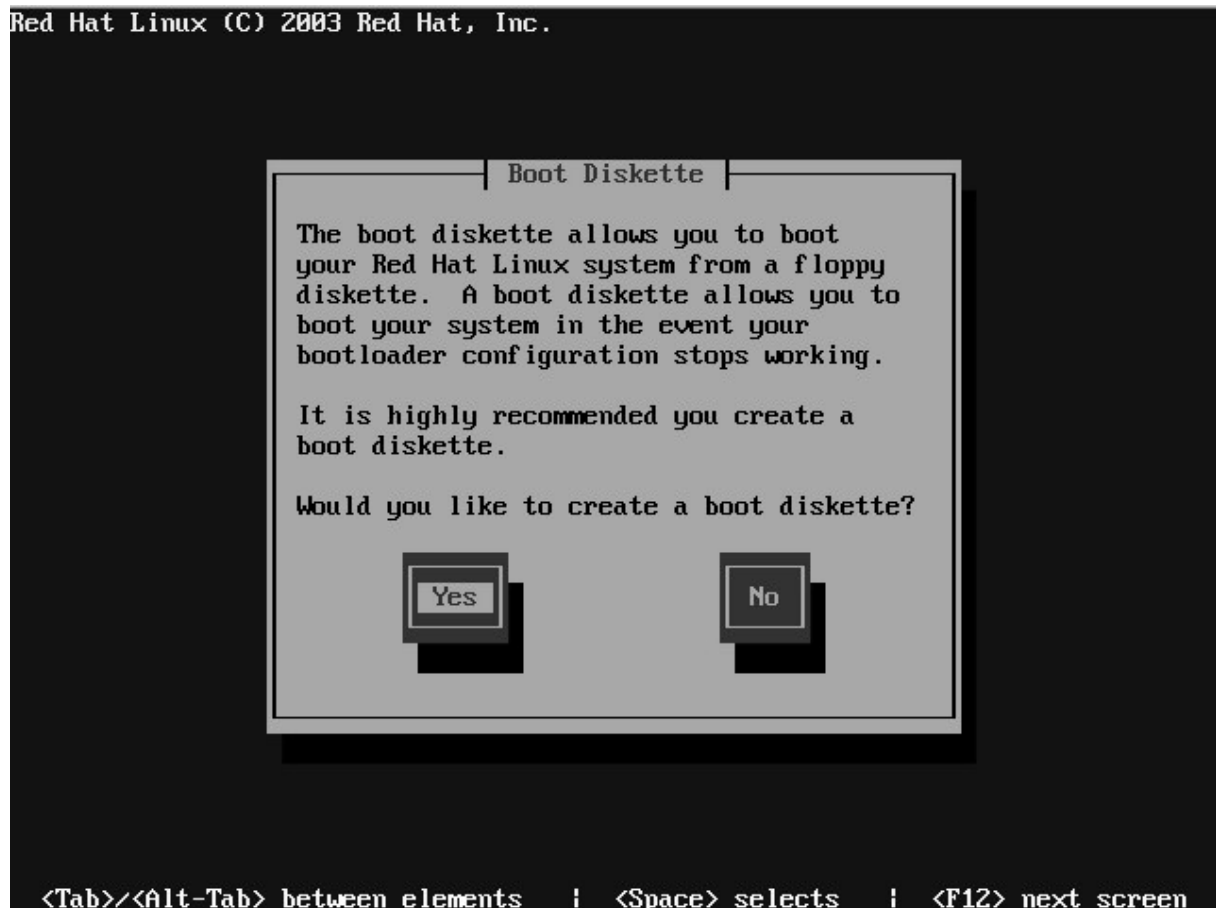 Red Hat Linux (C) 2003 Red Hat, Inc.
Boot Diskette
The boot diskette allows you to boot
your Red Hat Linux system from a floppy
diskette.  A boot diskette allows you to
boot your system in the event your
bootloader configuration stops working.
It is highly recommended you create a
boot diskette.
Would you like to create a boot diskette?
Yes No
<Tab>/<Alt-Tab> between elements | <Space> selects | <F12> next screen